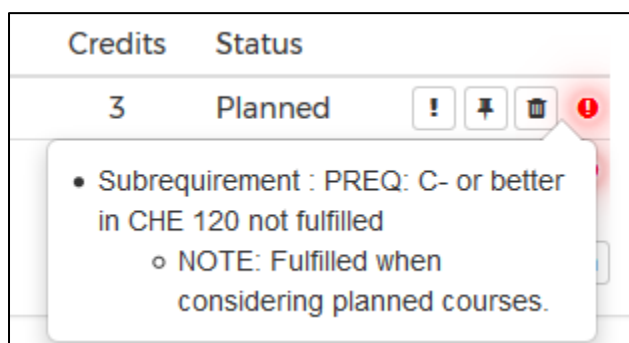 Credits Status
3 Planned
• Subrequirement : PREQ: C- or better
in CHE 120 not fulfilled
○ NOTE: Fulfilled when
considering planned courses.